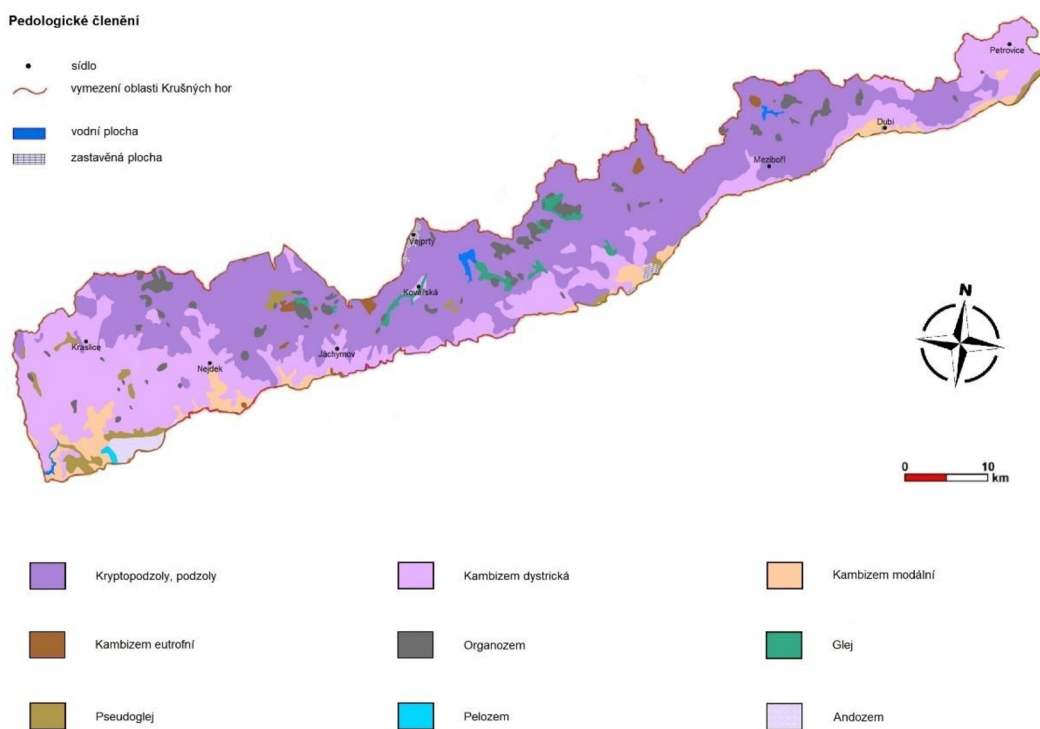 Pedologické členění
sídlo
vymezení oblasti Krušných hor
vodní plocha
zastavěná plocha
Petrovice
Dubí
Meziboří
Vejprty
Kovářská
Kraslice
Jáchymov
Nejdek
N
0 10
km
Kryptopodzoly, podzoly
Kambizem dystrická
Kambizem modální
Kambizem eutrofní
Organozem
Glej
Pseudoglej
Pelozem
Andozem